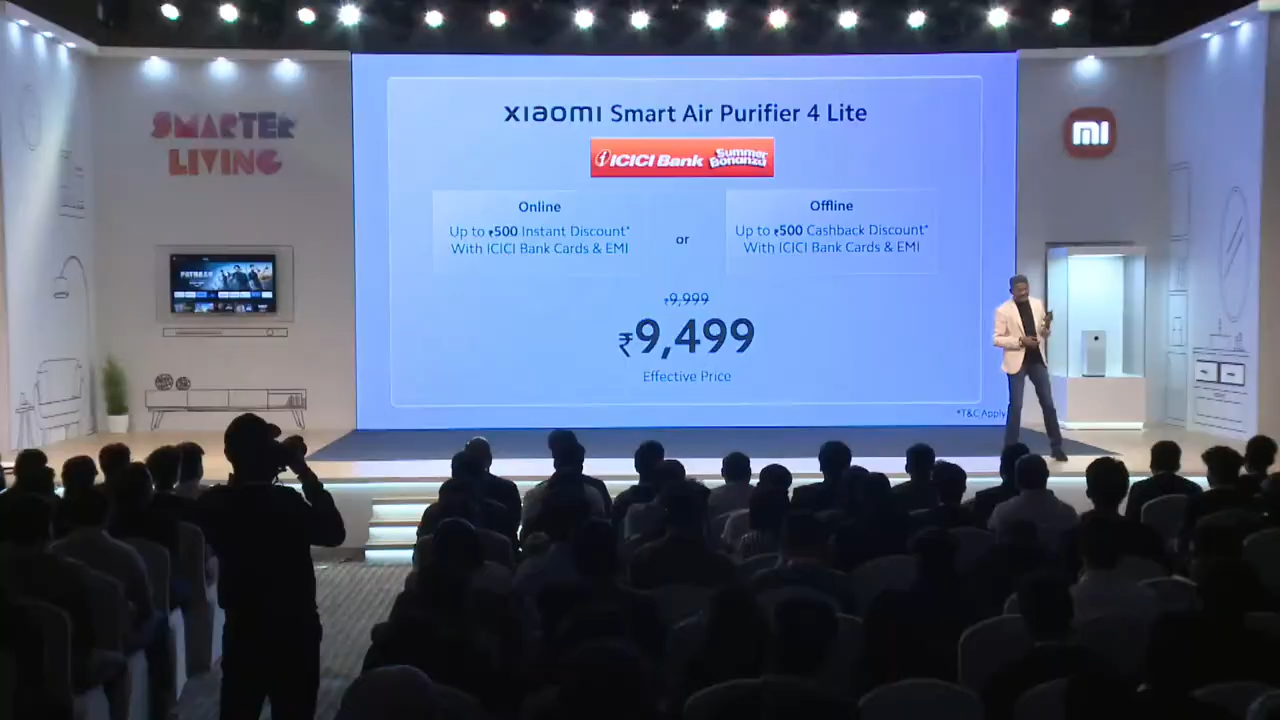 SMARTER
LIVING
xiaomi Smart Air Purifier 4 Lite
ICICI Bank Summer Bonanza
Online
Up to ₹500 Instant Discount*
With ICICI Bank Cards & EMI
or
Offline
Up to ₹500 Cashback Discount*
With ICICI Bank Cards & EMI
₹9,999
₹9,499
Effective Price
*T&C Apply
mi
PATHAAN